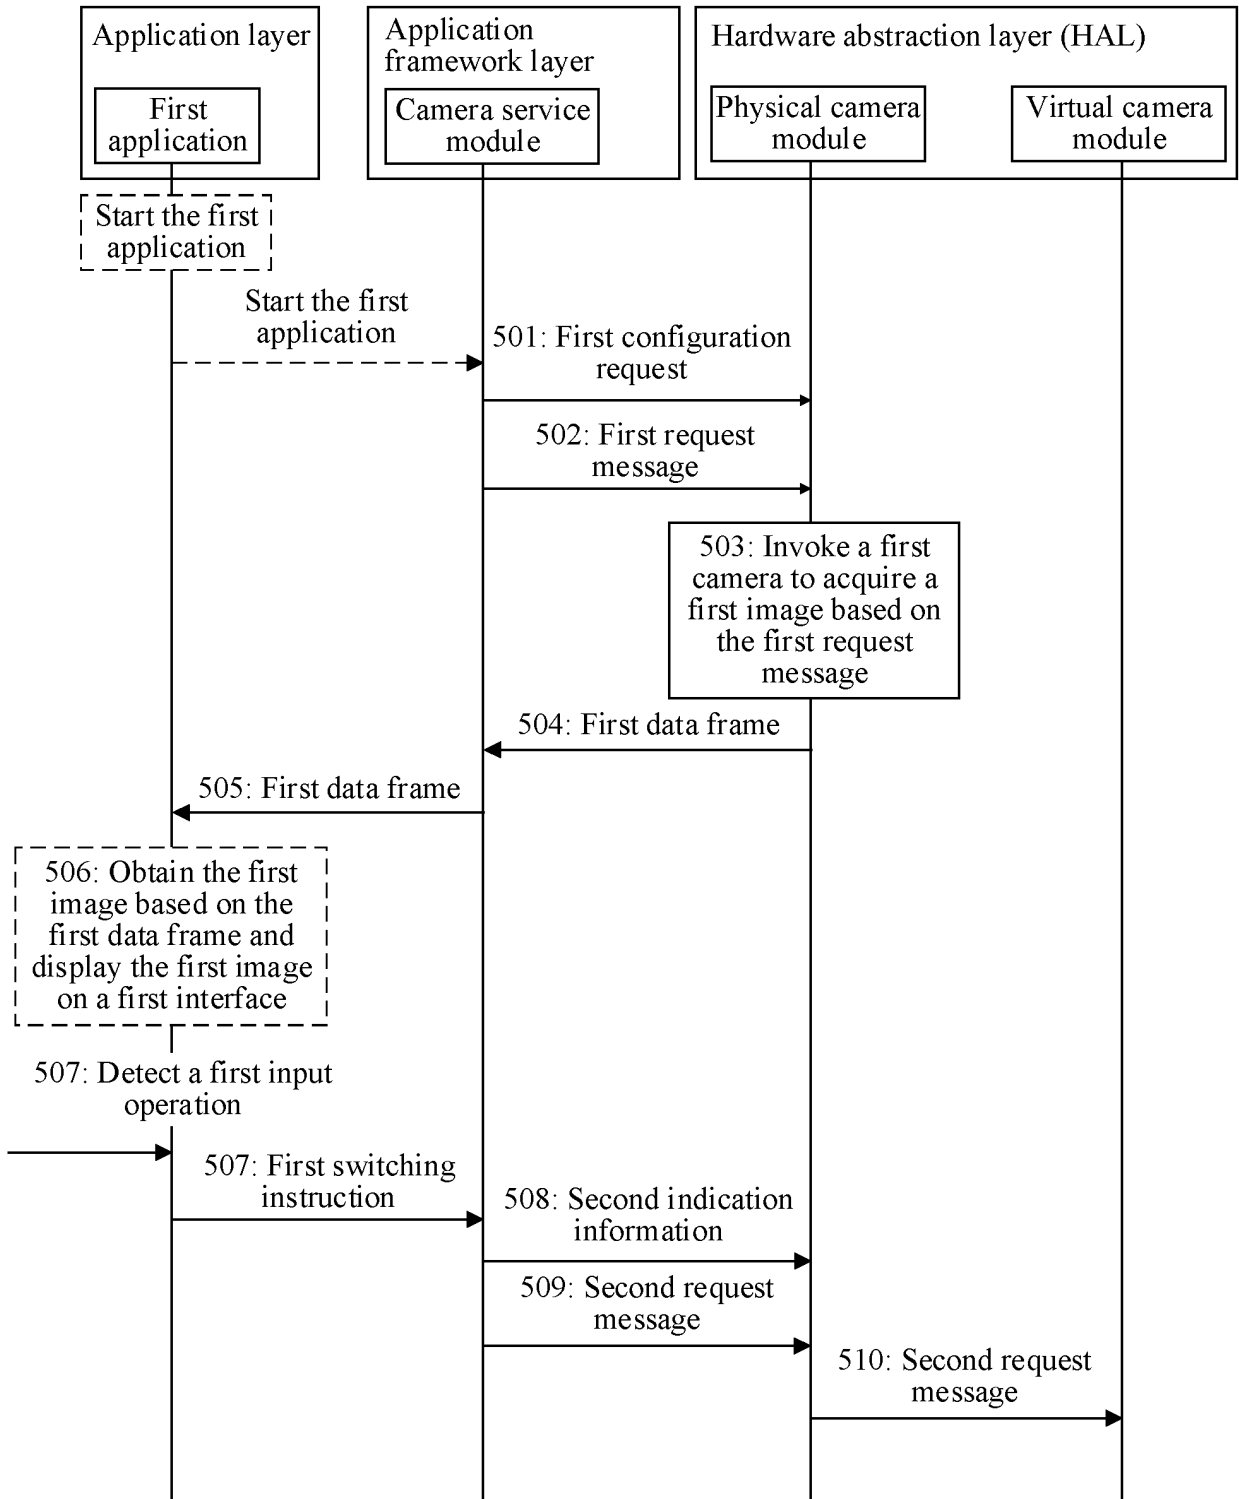 Application layer
First
application
Application
framework layer
Camera service
module
Hardware abstraction layer (HAL)
Physical camera
module
Virtual camera
module
Start the first
application
Start the first
application
501: First configuration
request
502: First request
message
503: Invoke a first
camera to acquire a
first image based on
the first request
message
504: First data frame
505: First data frame
506: Obtain the first
image based on the
first data frame and
display the first image
on a first interface
507: Detect a first input
operation
507: First switching
instruction
508: Second indication
information
509: Second request
message
510: Second request
message